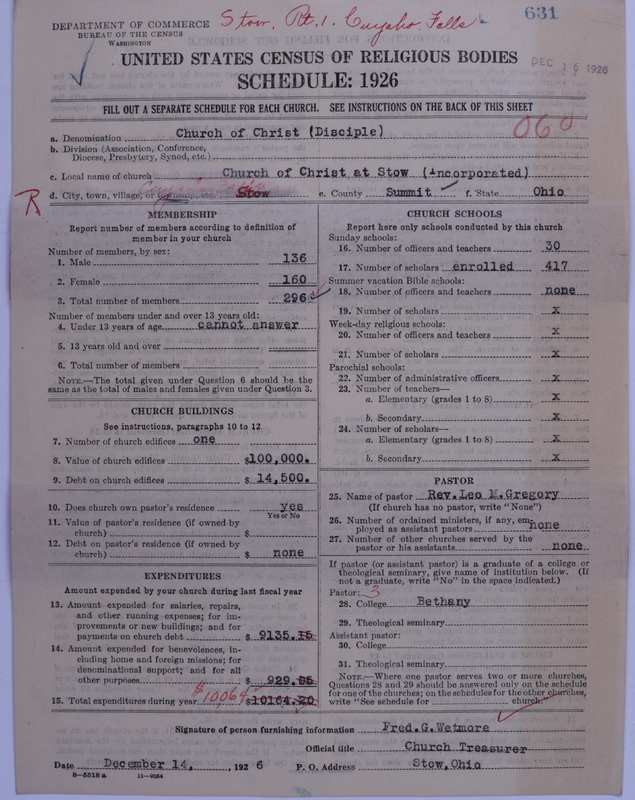 DEPARTMENT OF COMMERCE
BUREAU OF THE CENSUS
WASHINGTON
Stow, Rt. 1. Cuyaho Falls
631
UNITED STATES CENSUS OF RELIGIOUS BODIES
DEC 16 1926
SCHEDULE: 1926
FILL OUT A SEPARATE SCHEDULE FOR EACH CHURCH. SEE INSTRUCTIONS ON THE BACK OF THIS SHEET
060
a. Denomination Church of Christ (Disciple)
b. Division (Association, Conference,
Diocese, Presbytery, Synod, etc.)
c. Local name of church Church of Christ at Stow (incorporated)
R
d. City, town, village, or township, etc. Stow e. County Summit f. State Ohio
MEMBERSHIP
Report number of members according to definition of
member in your church
Number of members, by sex:
1. Male 136
2. Female 160
3. Total number of members 296
Number of members under and over 13 years old:
4. Under 13 years of age cannot answer
5. 13 years old and over
6. Total number of members
NOTE.—The total given under Question 6 should be the
same as the total of males and females given under Question 3.
CHURCH BUILDINGS
See instructions, paragraphs 10 to 12
7. Number of church edifices one
8. Value of church edifices $100,000.
9. Debt on church edifices $ 14,500.
10. Does church own pastor's residence yes
Yes or No
11. Value of pastor's residence (if owned by
church) $
12. Debt on pastor's residence (if owned by
church) $ none
EXPENDITURES
Amount expended by your church during last fiscal year
13. Amount expended for salaries, repairs,
and other running expenses; for im-
provements or new buildings; and for
payments on church debt $ 9135.15
14. Amount expended for benevolences, in-
cluding home and foreign missions; for
denominational support; and for all
other purposes $ 929.
$10,064
15. Total expenditures during year $10164.20
CHURCH SCHOOLS
Report here only schools conducted by this church
Sunday schools:
16. Number of officers and teachers 30
17. Number of scholars enrolled 417
Summer vacation Bible schools:
18. Number of officers and teachers none
19. Number of scholars x
Week-day religious schools:
20. Number of officers and teachers x
21. Number of scholars x
Parochial schools:
22. Number of administrative officers x
23. Number of teachers—
a. Elementary (grades 1 to 8) x
b. Secondary x
24. Number of scholars—
a. Elementary (grades 1 to 8) x
b. Secondary x
PASTOR
25. Name of pastor Rev. Leo M. Gregory
(If church has no pastor, write "None")
26. Number of ordained ministers, if any, em-
ployed as assistant pastors none
27. Number of other churches served by the
pastor or his assistants none
If pastor (or assistant pastor) is a graduate of a college or
theological seminary, give name of institution below. (If
not a graduate, write "No" in the space indicated.)
Pastor: 3
28. College Bethany
29. Theological seminary
Assistant pastor:
30. College
31. Theological seminary
NOTE.—Where one pastor serves two or more churches,
Questions 28 and 29 should be answered only on the schedule
for one of the churches; on the schedules for the other churches,
write "See schedule for church."
Signature of person furnishing information Fred. G. Wetmore
Official title Church Treasurer
Date December 14, 1926 P. O. Address Stow, Ohio
8—5518a 11—9584